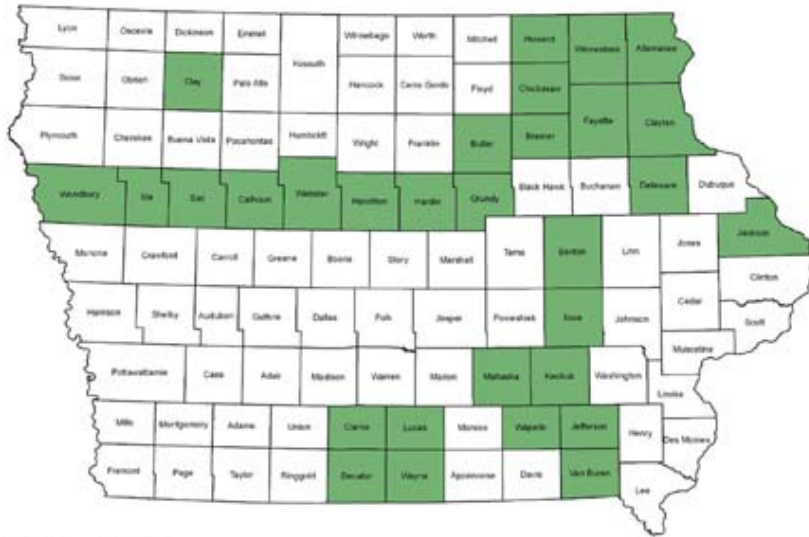 Lyon Osceola Dickinson Emmet Winnebago Worth Mitchell Howard Winneshiek Allamakee
Kossuth
Sioux Obrien Clay Palo Alto Hancock Cerro Gordo Floyd Chickasaw
Plymouth Cherokee Buena Vista Pocahontas Humboldt Wright Franklin Butler Bremer Fayette Clayton
Woodbury Ida Sac Calhoun Webster Hamilton Hardin Grundy Black Hawk Buchanan Delaware Dubuque
Monona Crawford Carroll Greene Boone Story Marshall Tama Benton Linn Jones Jackson
Clinton
Harrison Shelby Audubon Guthrie Dallas Polk Jasper Poweshiek Iowa Johnson Cedar Scott
Muscatine
Pottawattamie Cass Adair Madison Warren Marion Mahaska Keokuk Washington Louisa
Mills Montgomery Adams Union Clarke Lucas Monroe Wapello Jefferson Henry Des Moines
Fremont Page Taylor Ringgold Decatur Wayne Appanoose Davis Van Buren Lee